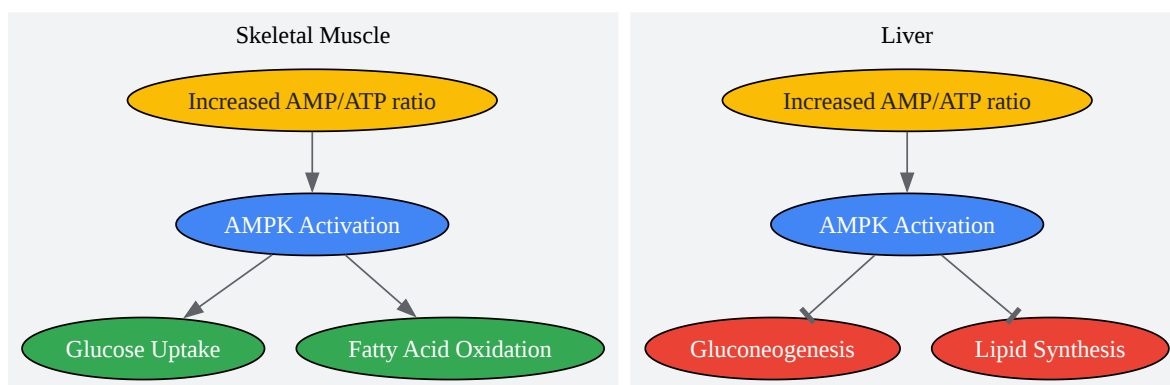 Skeletal Muscle
Increased AMP/ATP ratio
AMPK Activation
Glucose Uptake
Fatty Acid Oxidation
Liver
Increased AMP/ATP ratio
AMPK Activation
Gluconeogenesis
Lipid Synthesis